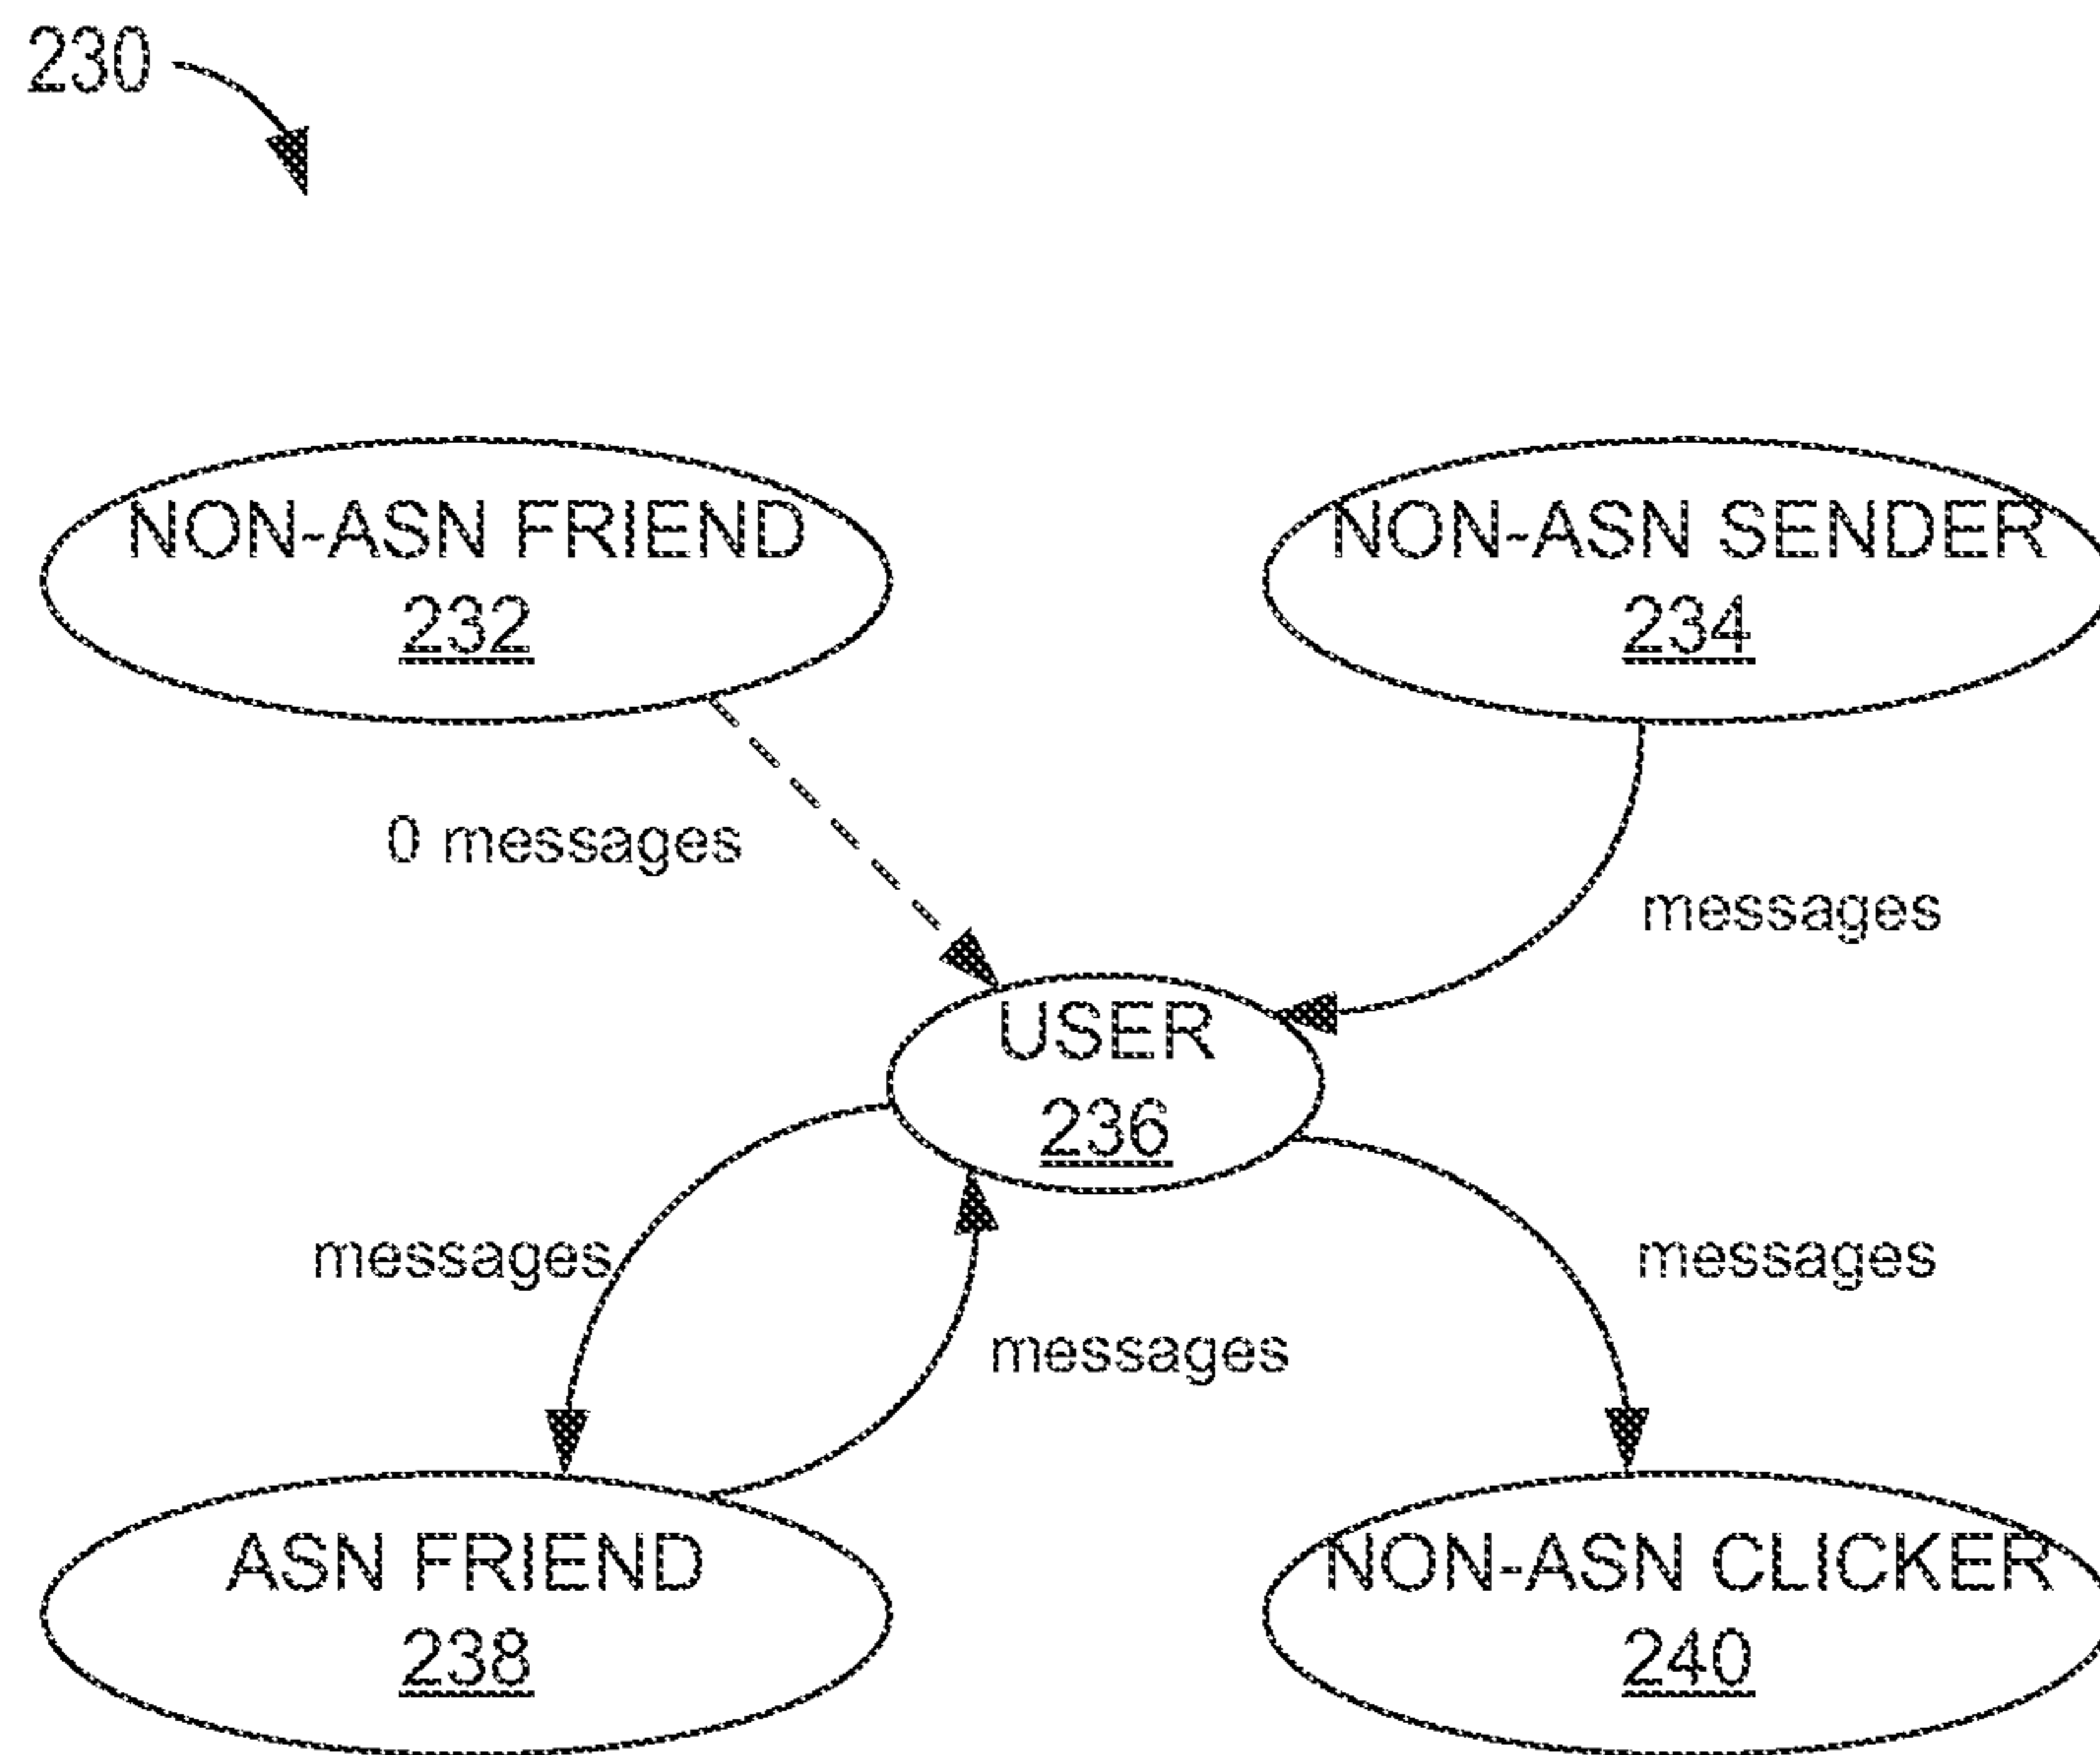 230
NON-ASN FRIEND
232
NON-ASN SENDER
234
0 messages
messages
USER
236
messages
messages
messages
ASN FRIEND
238
NON-ASN CLICKER
240